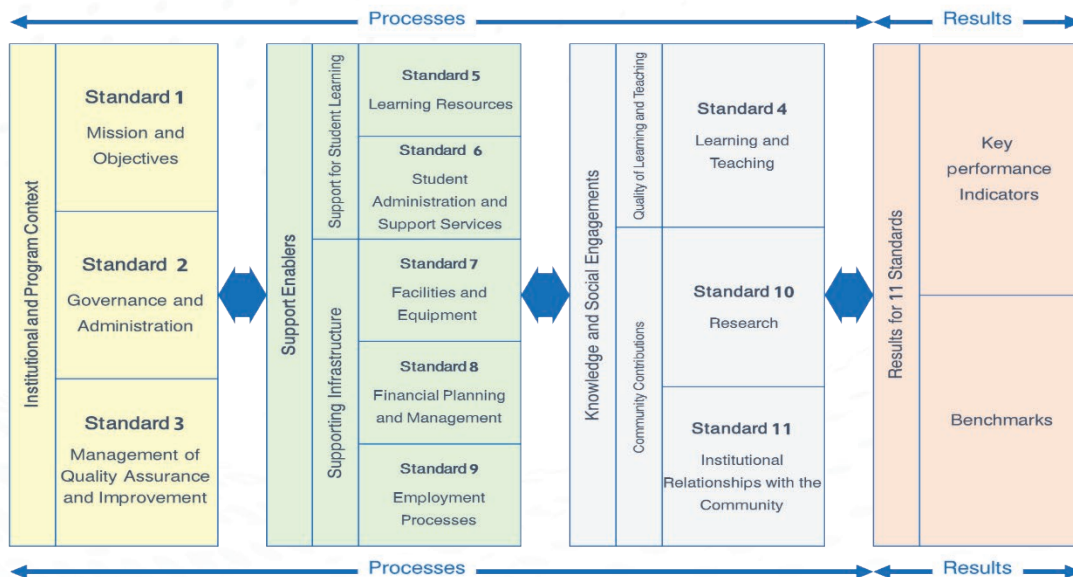 Processes
Results
Institutional and Program Context
Standard 1
Mission and
Objectives
Standard 2
Governance and
Administration
Standard 3
Management of
Quality Assurance
and Improvement
Support Enablers
Support for Student Learning
Standard 5
Learning Resources
Standard 6
Student
Administration and
Support Services
Supporting Infrastructure
Standard 7
Facilities and
Equipment
Standard 8
Financial Planning
and Management
Standard 9
Employment
Processes
Knowledge and Social Engagements
Quality of Learning and Teaching
Standard 4
Learning and
Teaching
Community Contributions
Standard 10
Research
Standard 11
Institutional
Relationships with the
Community
Results for 11 Standards
Key
performance
Indicators
Benchmarks
Processes
Results